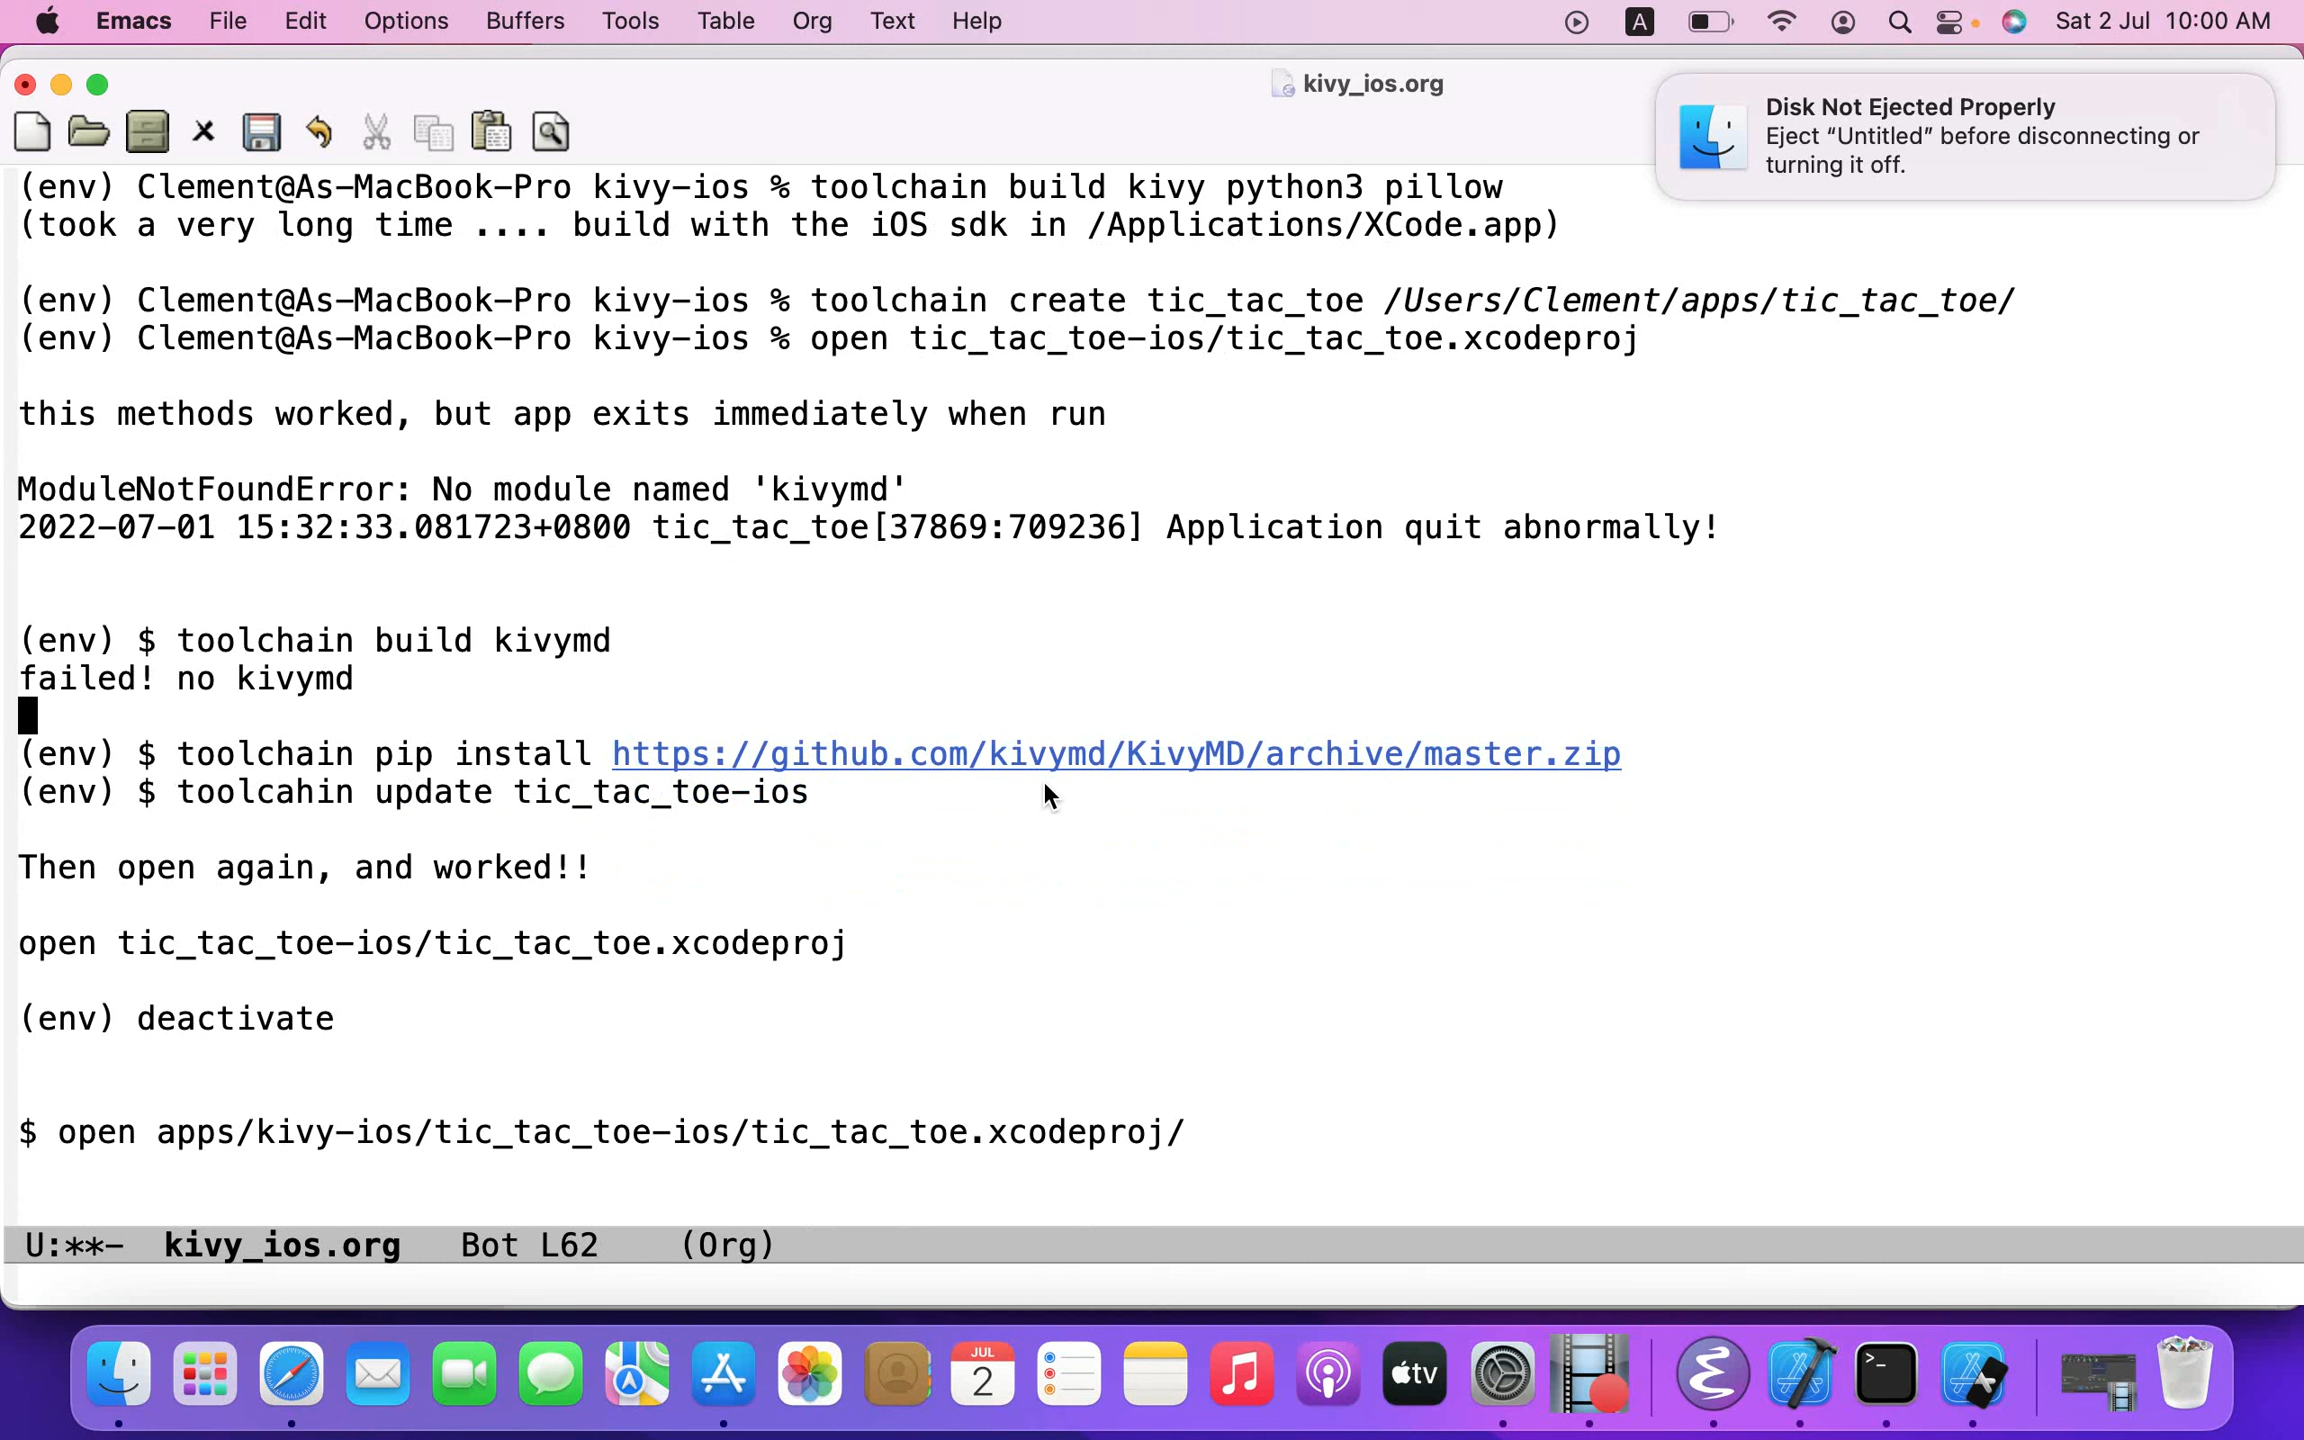 Emacs File Edit Options Buffers Tools Table Org Text Help A Sat 2 Jul 10:00 AM
kivy_ios.org
Disk Not Ejected Properly
Eject “Untitled” before disconnecting or
turning it off.
(env) Clement@As-MacBook-Pro kivy-ios % toolchain build kivy python3 pillow
(took a very long time .... build with the iOS sdk in /Applications/XCode.app)
(env) Clement@As-MacBook-Pro kivy-ios % toolchain create tic_tac_toe /Users/Clement/apps/tic_tac_toe/
(env) Clement@As-MacBook-Pro kivy-ios % open tic_tac_toe-ios/tic_tac_toe.xcodeproj
this methods worked, but app exits immediately when run
ModuleNotFoundError: No module named 'kivymd'
2022-07-01 15:32:33.081723+0800 tic_tac_toe[37869:709236] Application quit abnormally!
(env) $ toolchain build kivymd
failed! no kivymd
(env) $ toolchain pip install https://github.com/kivymd/KivyMD/archive/master.zip
(env) $ toolcahin update tic_tac_toe-ios
Then open again, and worked!!
open tic_tac_toe-ios/tic_tac_toe.xcodeproj
(env) deactivate
$ open apps/kivy-ios/tic_tac_toe-ios/tic_tac_toe.xcodeproj/
U:**- kivy_ios.org Bot L62 (Org)
JUL
2
tv
>_